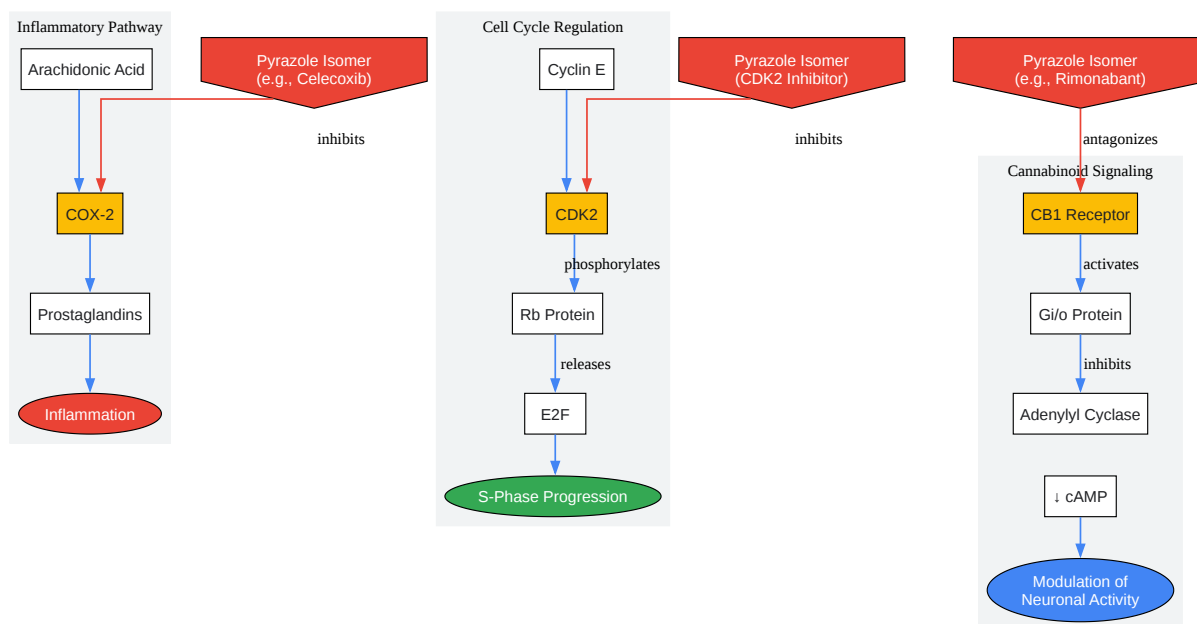 Inflammatory Pathway
Arachidonic Acid
Pyrazole Isomer
(e.g., Celecoxib)
inhibits
COX-2
Prostaglandins
Inflammation
Cell Cycle Regulation
Cyclin E
Pyrazole Isomer
(CDK2 Inhibitor)
inhibits
CDK2
phosphorylates
Rb Protein
releases
E2F
S-Phase Progression
Pyrazole Isomer
(e.g., Rimonabant)
antagonizes
Cannabinoid Signaling
CB1 Receptor
activates
Gi/o Protein
inhibits
Adenylyl Cyclase
↓ cAMP
Modulation of
Neuronal Activity